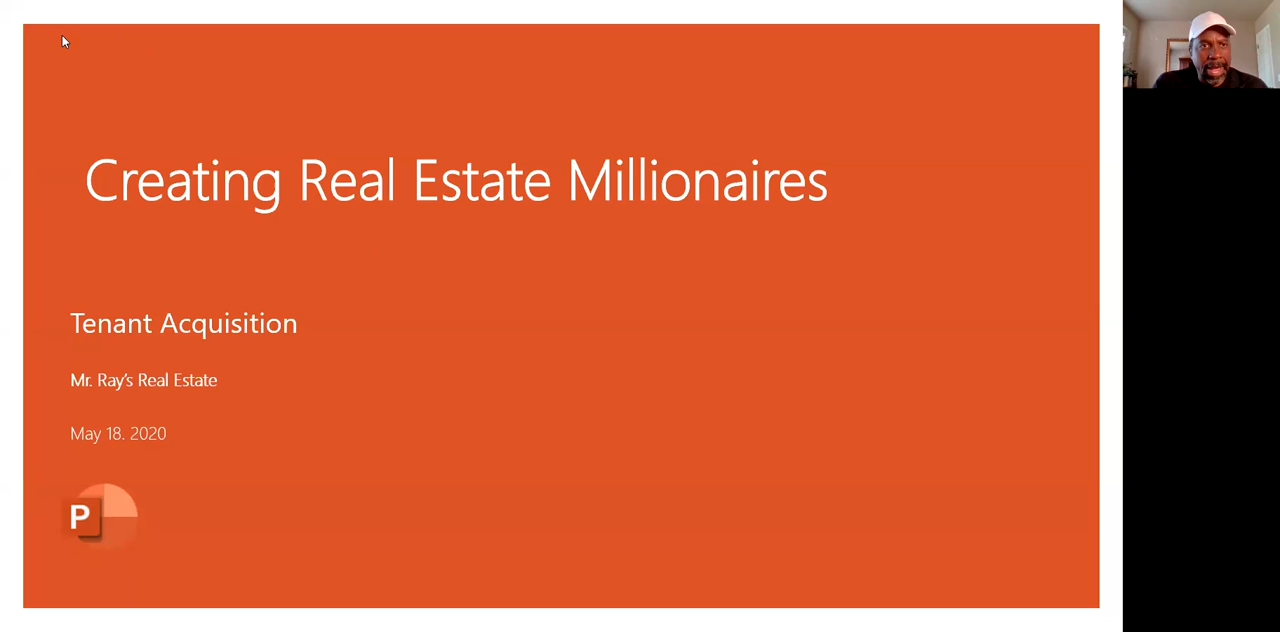 Creating Real Estate Millionaires
Tenant Acquisition
Mr. Ray's Real Estate
May 18. 2020
P